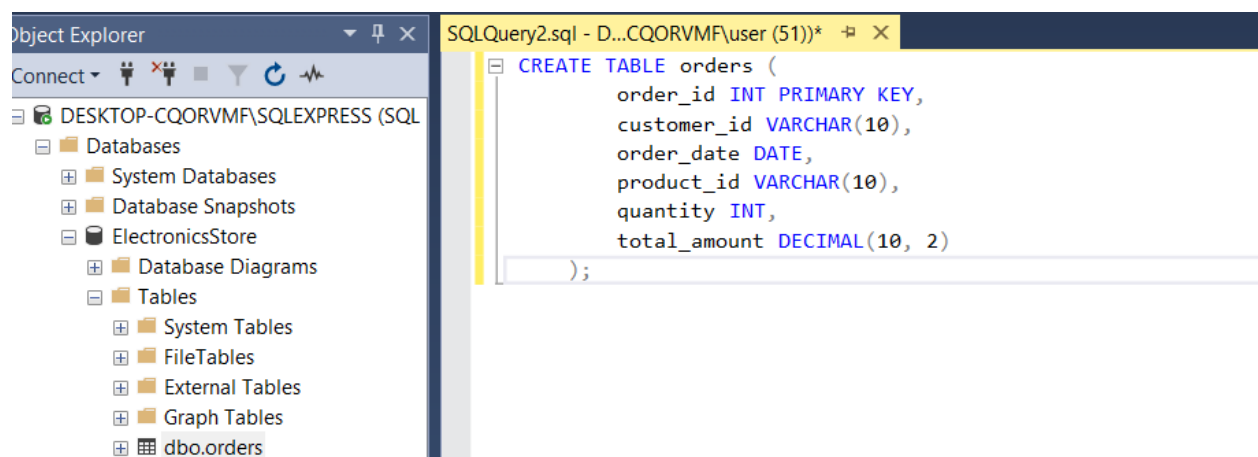 Object Explorer
Connect
DESKTOP-CQORVMF\SQLEXPRESS (SQL
Databases
System Databases
Database Snapshots
ElectronicsStore
Database Diagrams
Tables
System Tables
FileTables
External Tables
Graph Tables
dbo.orders
SQLQuery2.sql - D...CQORVMF\user (51))*
CREATE TABLE orders (
order_id INT PRIMARY KEY,
customer_id VARCHAR(10),
order_date DATE,
product_id VARCHAR(10),
quantity INT,
total_amount DECIMAL(10, 2)
);